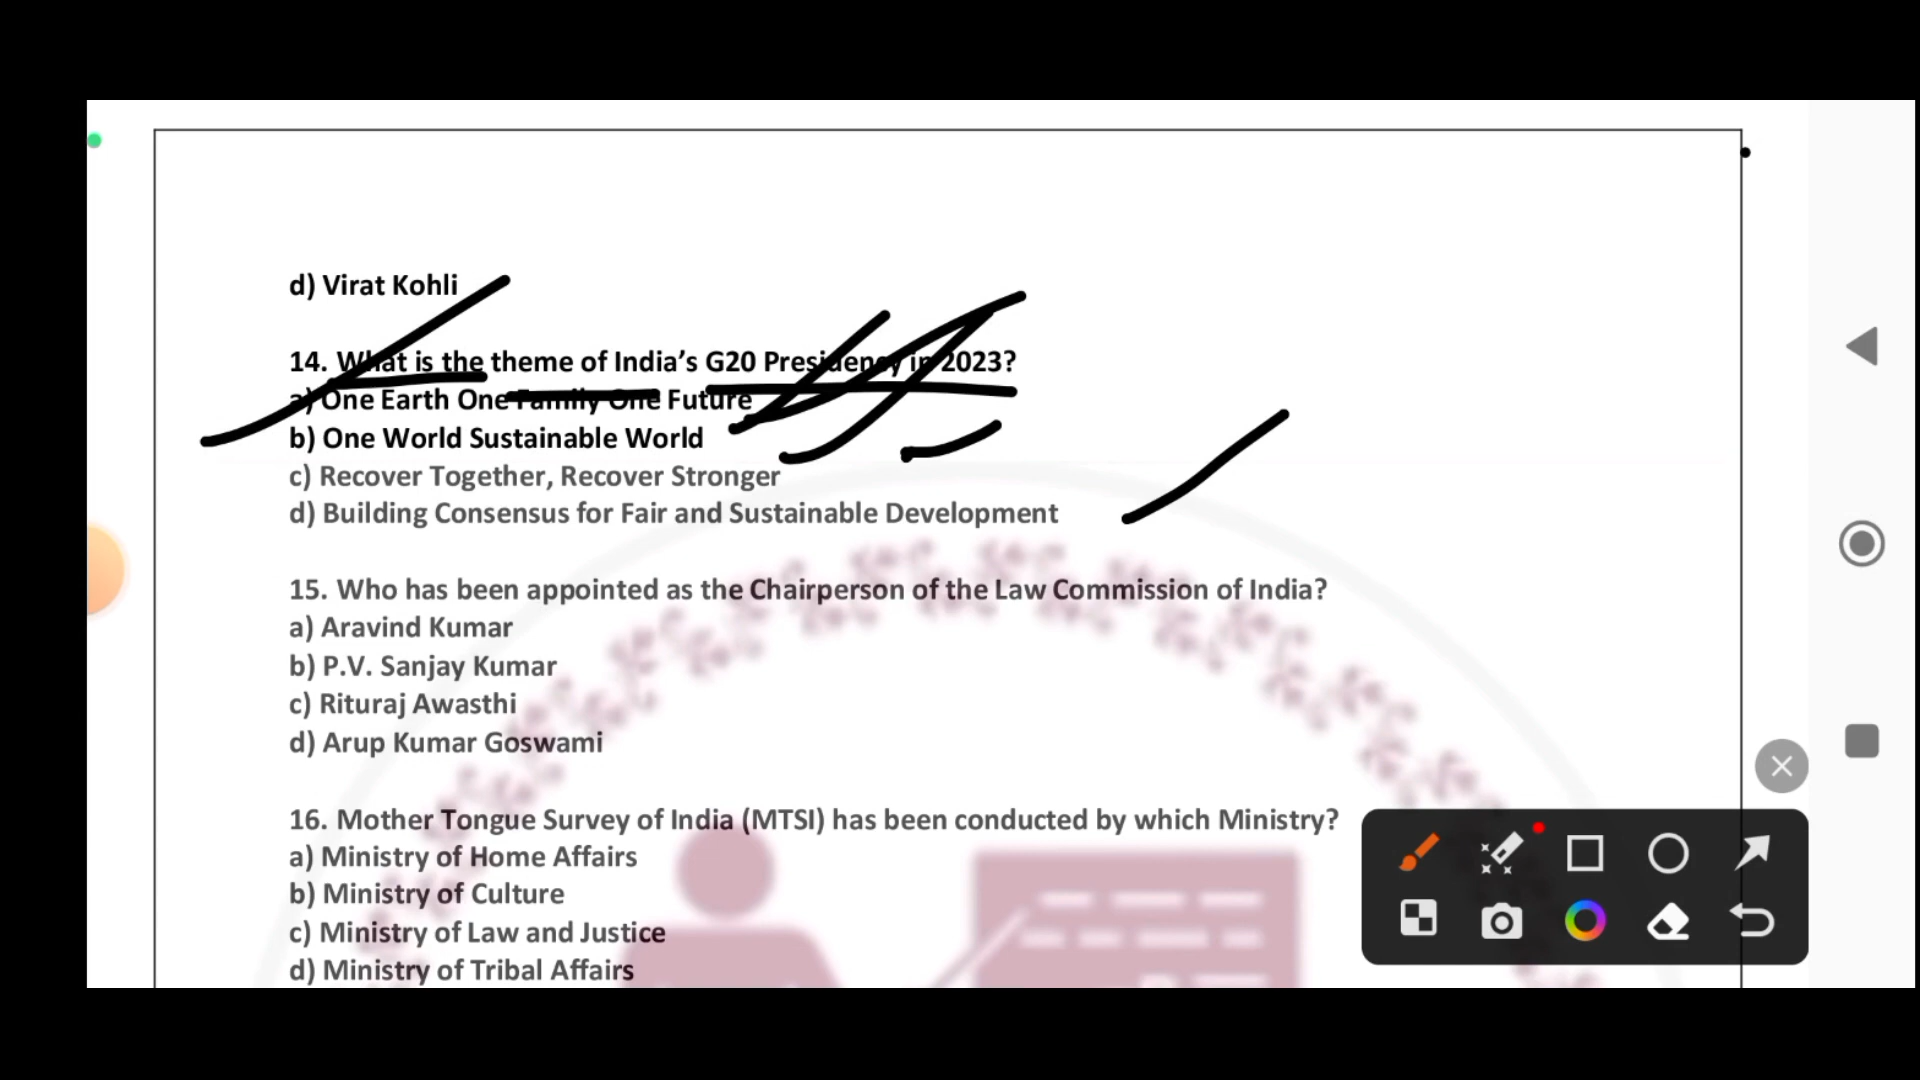 d) Virat Kohli
14. What is the theme of India’s G20 Presidency in 2023?
a) One Earth One Family One Future
b) One World Sustainable World
c) Recover Together, Recover Stronger
d) Building Consensus for Fair and Sustainable Development
15. Who has been appointed as the Chairperson of the Law Commission of India?
a) Aravind Kumar
b) P.V. Sanjay Kumar
c) Rituraj Awasthi
d) Arup Kumar Goswami
16. Mother Tongue Survey of India (MTSI) has been conducted by which Ministry?
a) Ministry of Home Affairs
b) Ministry of Culture
c) Ministry of Law and Justice
d) Ministry of Tribal Affairs